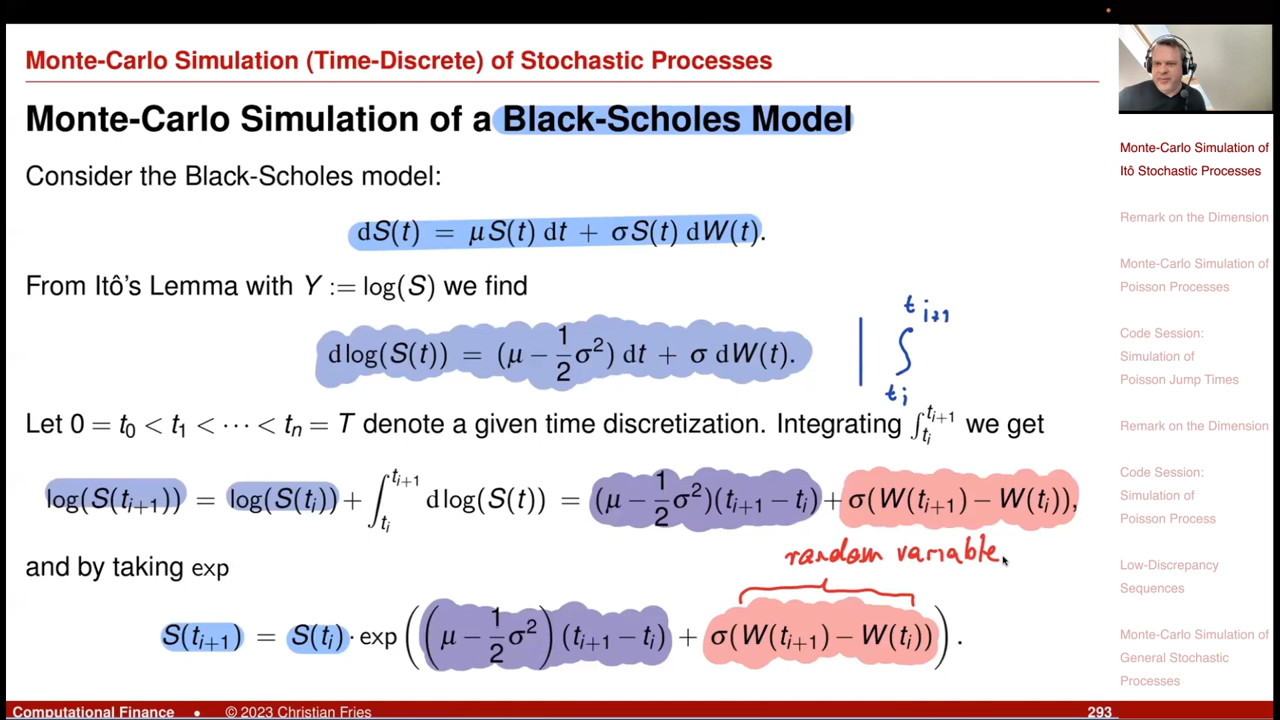 Monte-Carlo Simulation (Time-Discrete) of Stochastic Processes
Monte-Carlo Simulation of a Black-Scholes Model
Consider the Black-Scholes model:
dS(t) = μS(t) dt + σS(t) dW(t).
From Itô's Lemma with Y := log(S) we find
d log(S(t)) = (μ − 1/2 σ²) dt + σ dW(t).
| ∫_{t_i}^{t_{i+1}}
Let 0 = t₀ < t₁ < ··· < tₙ = T denote a given time discretization. Integrating ∫_{t_i}^{t_{i+1}} we get
log(S(t_{i+1})) = log(S(t_i)) + ∫_{t_i}^{t_{i+1}} d log(S(t)) = (μ − 1/2 σ²)(t_{i+1} − t_i) + σ(W(t_{i+1}) − W(t_i)),
random variable
and by taking exp
S(t_{i+1}) = S(t_i) · exp((μ − 1/2 σ²)(t_{i+1} − t_i) + σ(W(t_{i+1}) − W(t_i))).
Computational Finance • © 2023 Christian Fries 293
Monte-Carlo Simulation of
Itô Stochastic Processes
Remark on the Dimension
Monte-Carlo Simulation of
Poisson Processes
Code Session:
Simulation of
Poisson Jump Times
Remark on the Dimension
Code Session:
Simulation of
Poisson Process
Low-Discrepancy
Sequences
Monte-Carlo Simulation of
General Stochastic
Processes